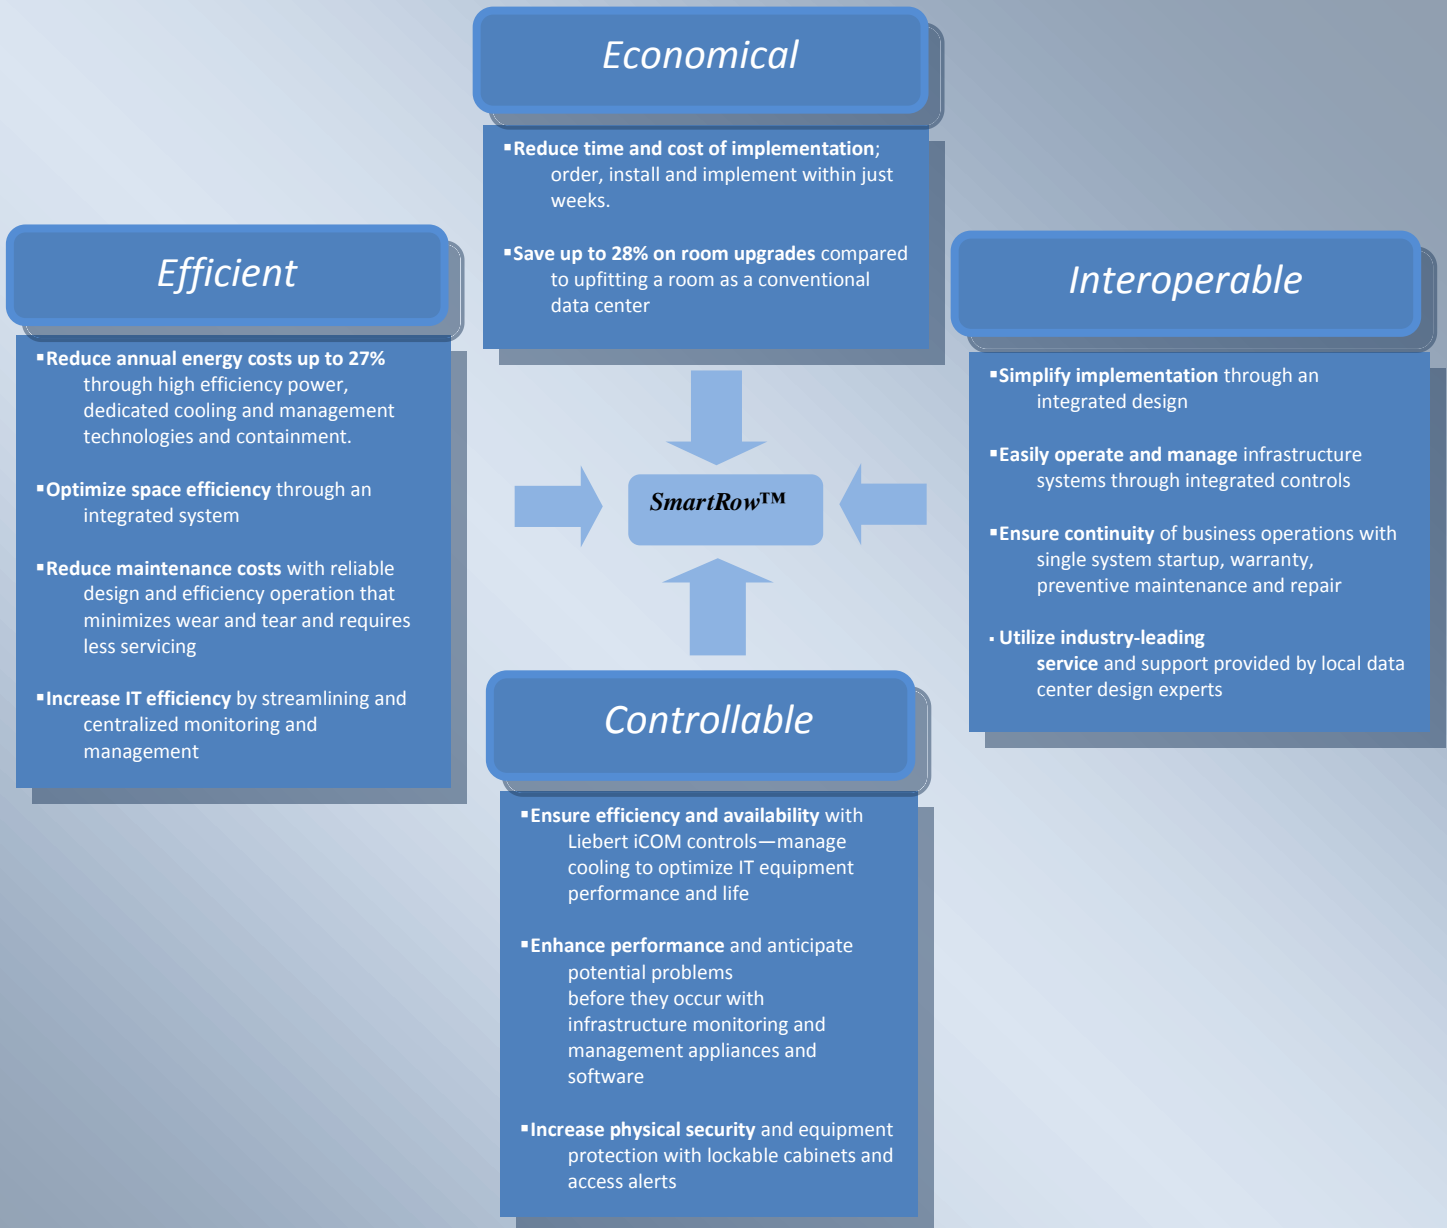 Economical
▪Reduce time and cost of implementation;
order, install and implement within just
weeks.
▪Save up to 28% on room upgrades compared
to upfitting a room as a conventional
data center
Efficient
▪Reduce annual energy costs up to 27%
through high efficiency power,
dedicated cooling and management
technologies and containment.
▪Optimize space efficiency through an
integrated system
▪Reduce maintenance costs with reliable
design and efficiency operation that
minimizes wear and tear and requires
less servicing
▪Increase IT efficiency by streamlining and
centralized monitoring and
management
SmartRow™
Interoperable
▪Simplify implementation through an
integrated design
▪Easily operate and manage infrastructure
systems through integrated controls
▪Ensure continuity of business operations with
single system startup, warranty,
preventive maintenance and repair
▪ Utilize industry-leading
service and support provided by local data
center design experts
Controllable
▪Ensure efficiency and availability with
Liebert iCOM controls—manage
cooling to optimize IT equipment
performance and life
▪Enhance performance and anticipate
potential problems
before they occur with
infrastructure monitoring and
management appliances and
software
▪Increase physical security and equipment
protection with lockable cabinets and
access alerts